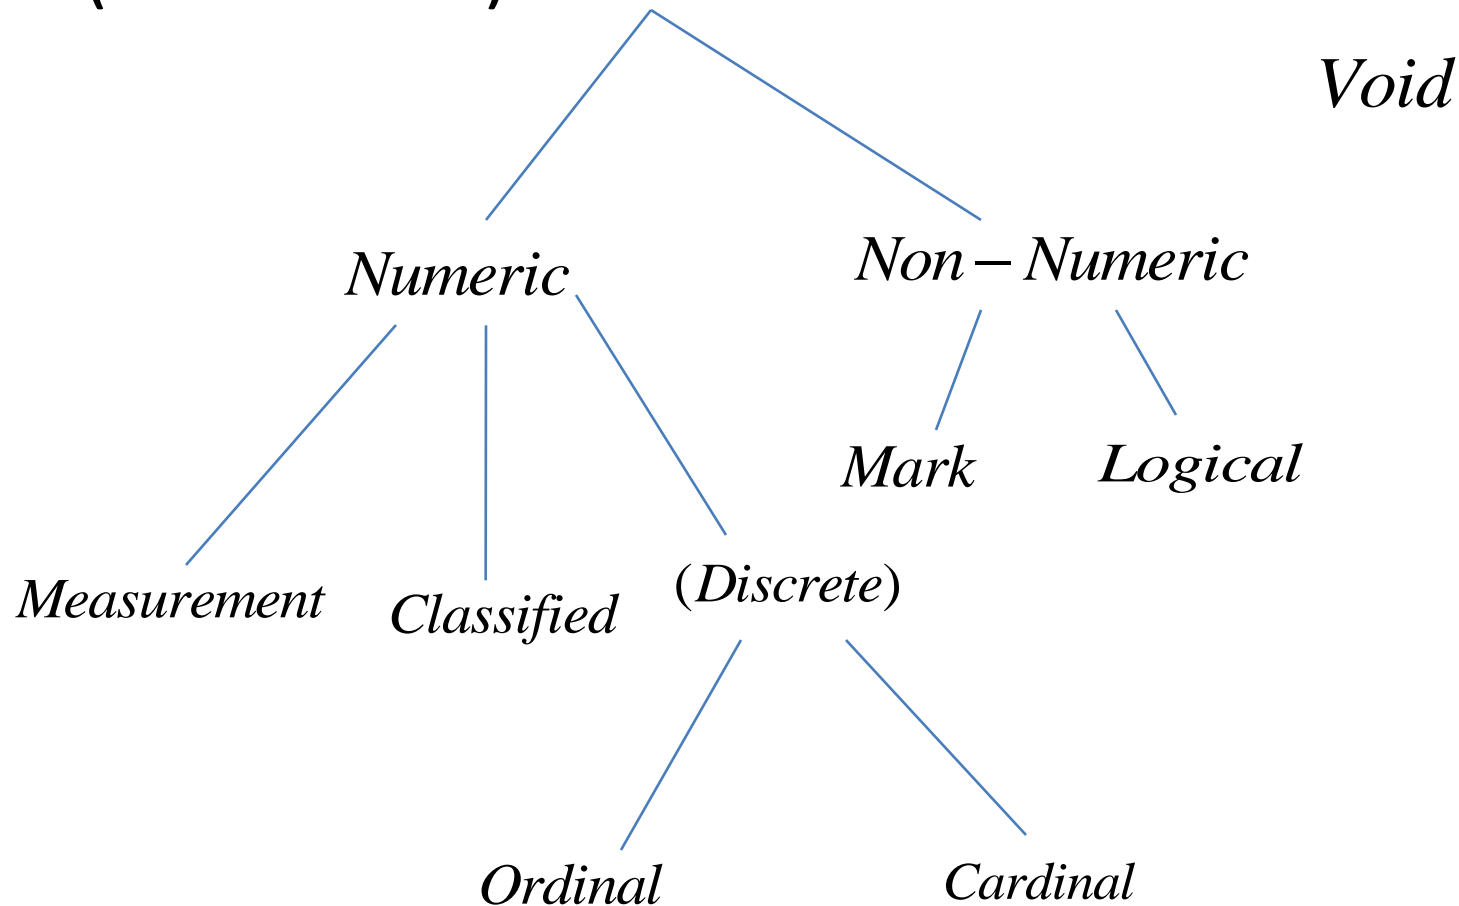 Void
Numeric
Non – Numeric
Mark
Logical
Measurement
Classified
(Discrete)
Ordinal
Cardinal